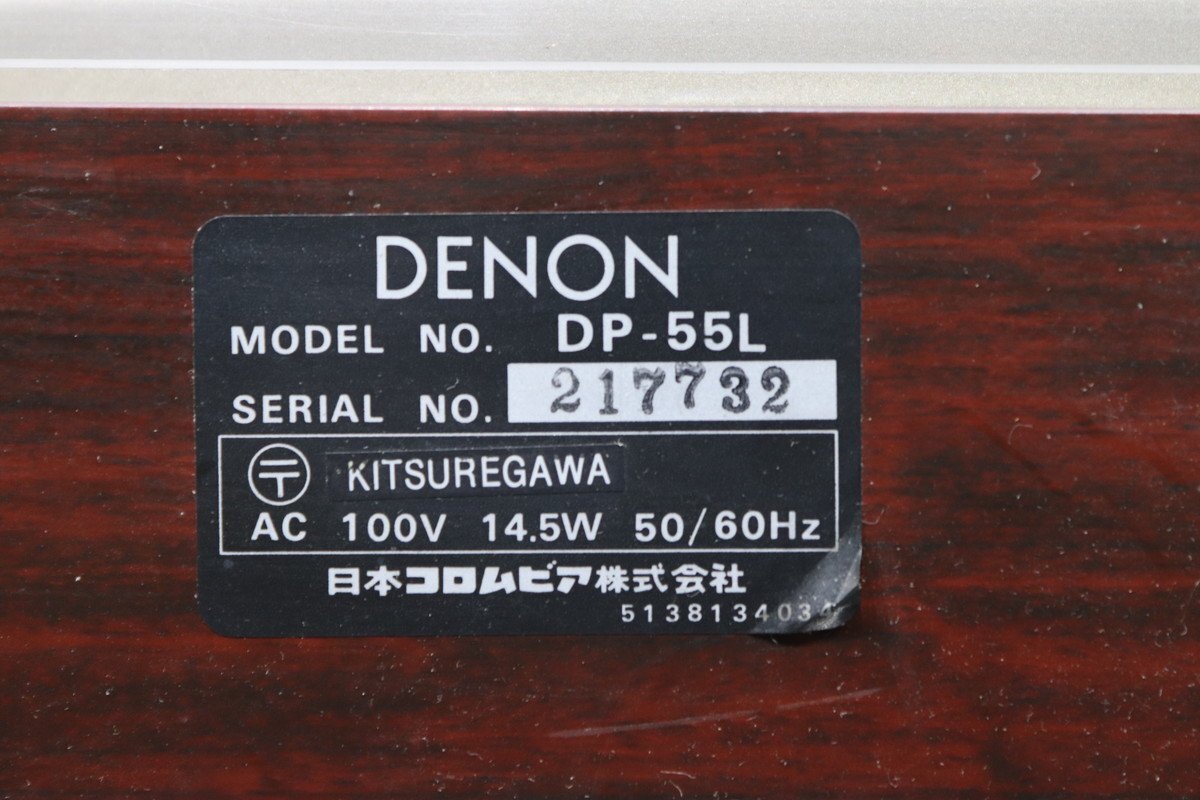 DENON
MODEL NO. DP-55L
SERIAL NO. 217732
〒 KITSUREGAWA
AC 100V 14.5W 50/60Hz
日本コロムビア株式会社
5138134034